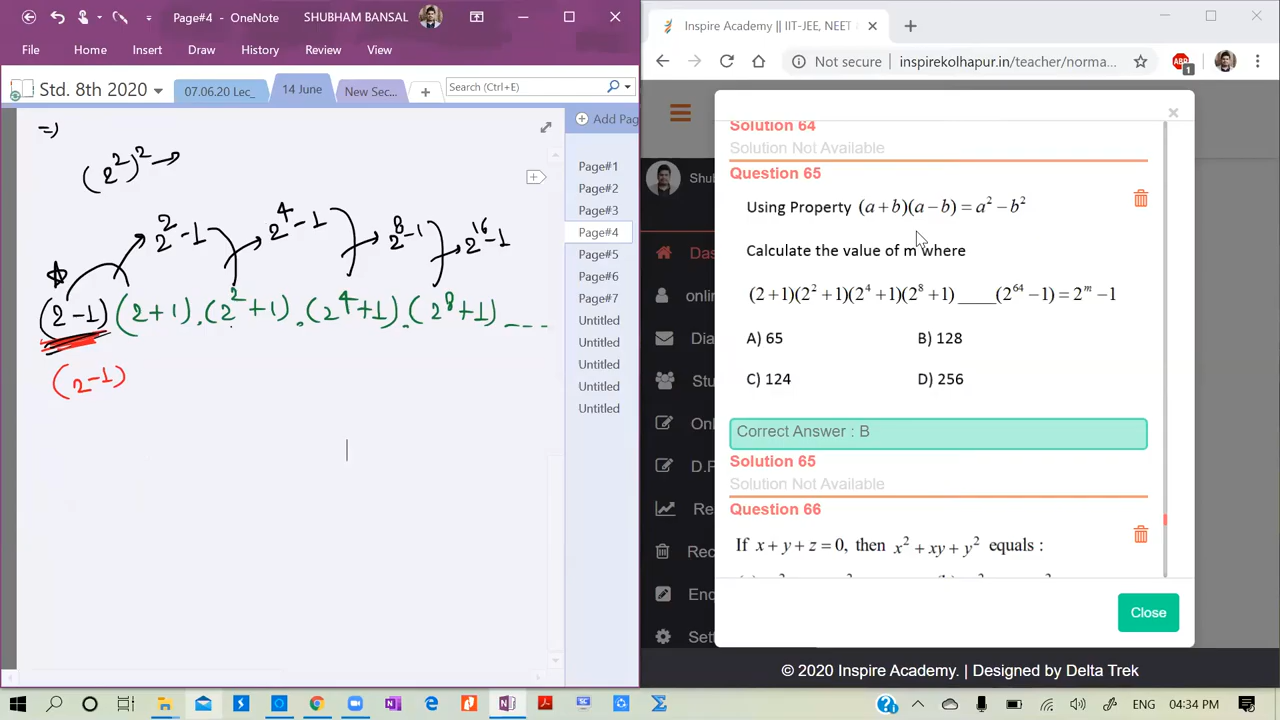 Page#4 - OneNote
SHUBHAM BANSAL
File Home Insert Draw History Review View
Std. 8th 2020
07.06.20 Lec_
14 June
New Sec...
Search (Ctrl+E)
Add Pag
Page#1
Page#2
Page#3
Page#4
Page#5
Page#6
Page#7
Untitled
Untitled
Untitled
Untitled
Untitled
=>
(2²)² →
2²-1 2⁴-1 2⁸-1 2¹⁶-1
(2-1) (2+1).(2²+1).(2⁴+1).(2⁸+1) ----
(2-1)
Inspire Academy || IIT-JEE, NEET
Not secure
inspirekolhapur.in/teacher/norma...
ABP
1
Shu
Das
onli
Dia
Stu
Onl
D.F
Re
Rec
Enc
Set
Solution 64
Solution Not Available
Question 65
Using Property (a+b)(a−b) = a² − b²
Calculate the value of m where
(2+1)(2²+1)(2⁴+1)(2⁸+1) ____(2⁶⁴−1) = 2ᵐ −1
A) 65 B) 128
C) 124 D) 256
Correct Answer : B
Solution 65
Solution Not Available
Question 66
If x + y + z = 0, then x² + xy + y² equals :
Close
© 2020 Inspire Academy. | Designed by Delta Trek
ENG 04:34 PM